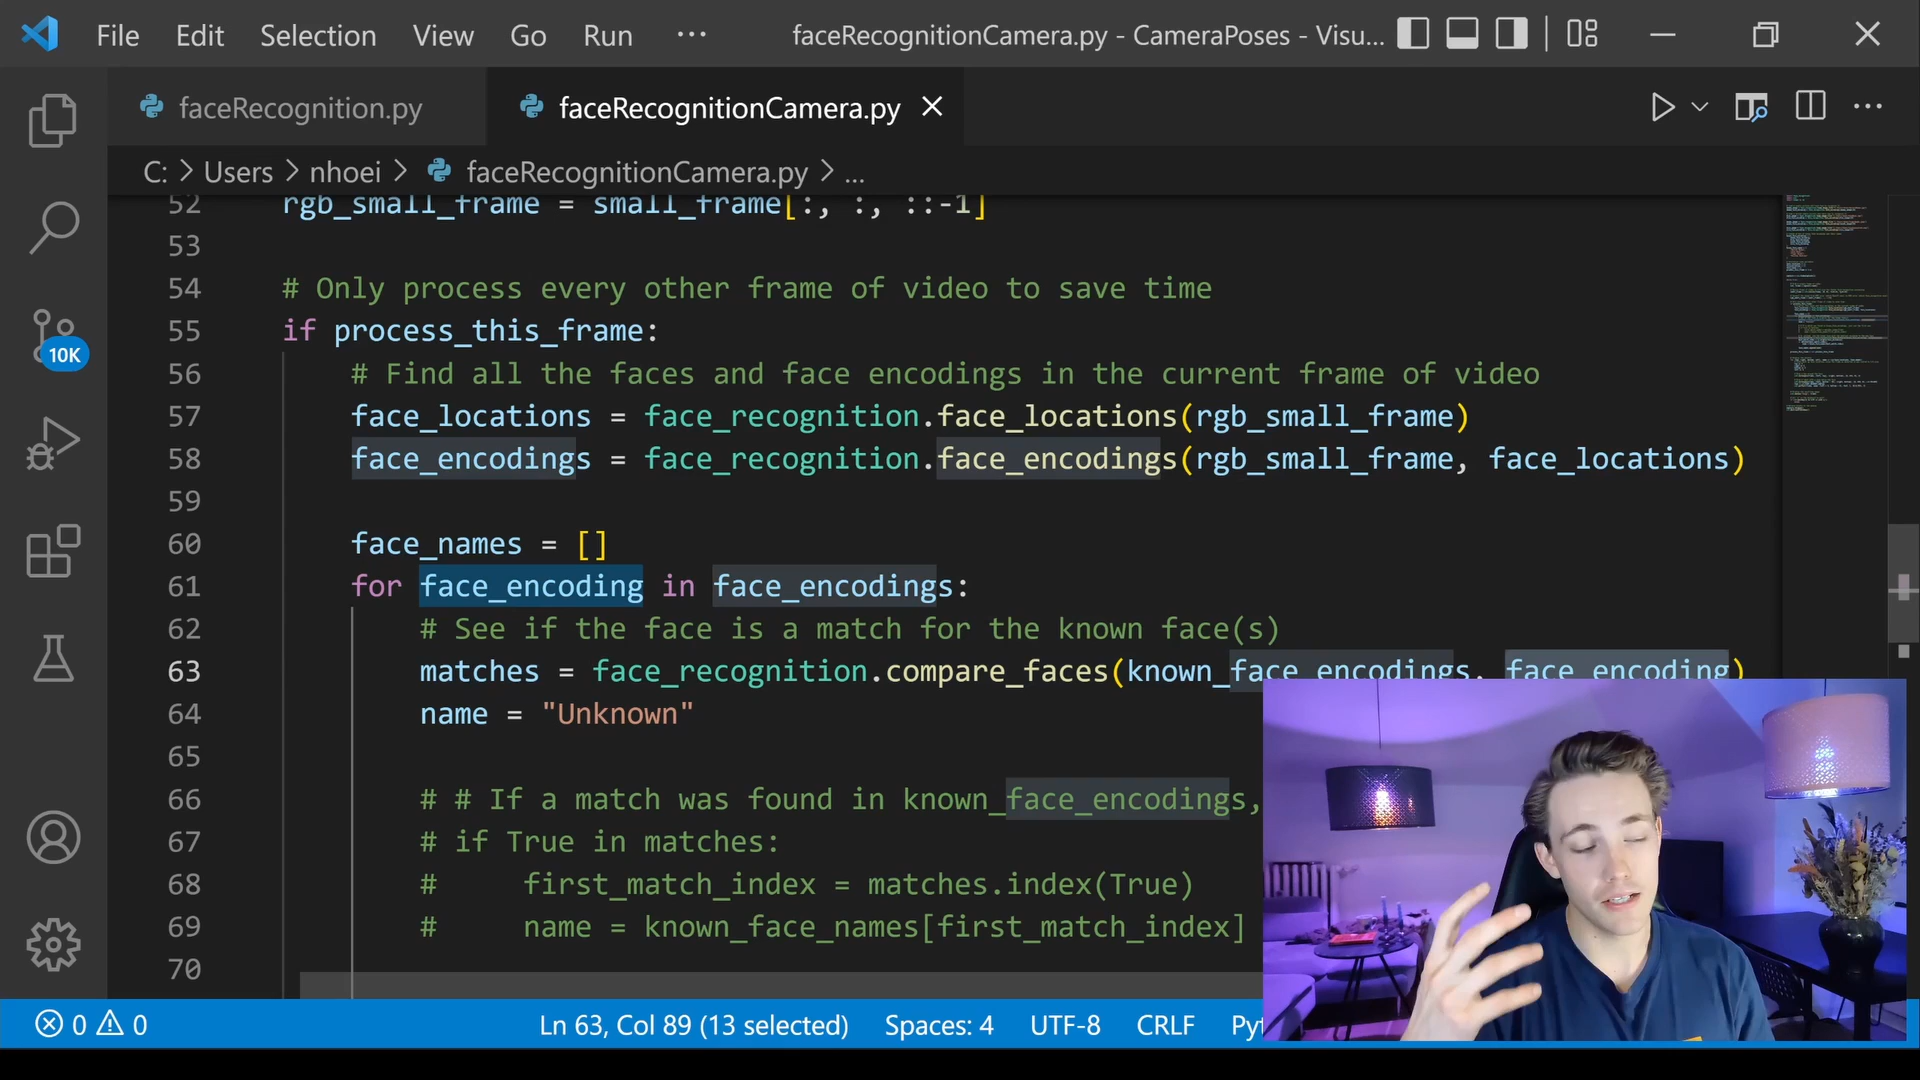 File Edit Selection View Go Run ··· faceRecognitionCamera.py - CameraPoses - Visu...
faceRecognition.py faceRecognitionCamera.py
C: > Users > nhoei > faceRecognitionCamera.py > ...
52 rgb_small_frame = small_frame[:, :, ::-1]
53
54 # Only process every other frame of video to save time
55 if process_this_frame:
56 # Find all the faces and face encodings in the current frame of video
57 face_locations = face_recognition.face_locations(rgb_small_frame)
58 face_encodings = face_recognition.face_encodings(rgb_small_frame, face_locations)
59
60 face_names = []
61 for face_encoding in face_encodings:
62 # See if the face is a match for the known face(s)
63 matches = face_recognition.compare_faces(known_face_encodings, face_encoding)
64 name = "Unknown"
65
66 # # If a match was found in known_face_encodings,
67 # if True in matches:
68 #     first_match_index = matches.index(True)
69 #     name = known_face_names[first_match_index]
70
10K
0 0 Ln 63, Col 89 (13 selected) Spaces: 4 UTF-8 CRLF Py